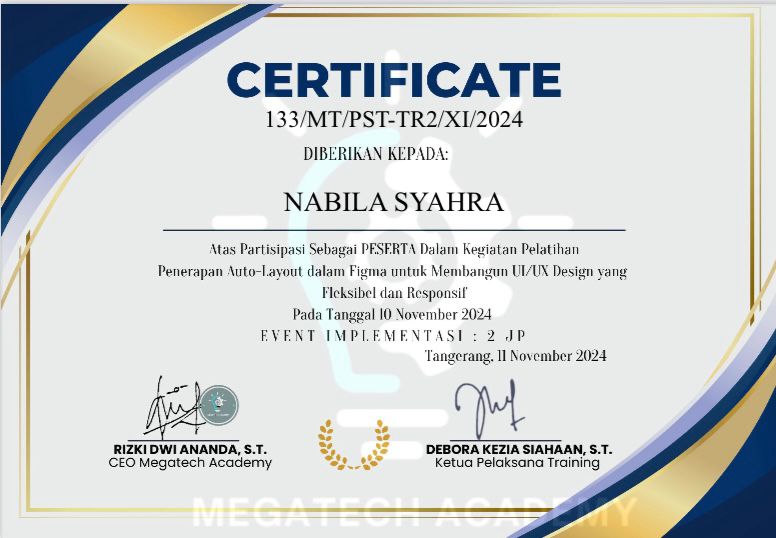 CERTIFICATE
133/MT/PST-TR2/XI/2024
DIBERIKAN KEPADA:
NABILA SYAHRA
Atas Partisipasi Sebagai PESERTA Dalam Kegiatan Pelatihan
Penerapan Auto-Layout dalam Figma untuk Membangun UI/UX Design yang
Fleksibel dan Responsif
Pada Tanggal 10 November 2024
EVENT IMPLEMENTASI : 2 JP
Tangerang, 11 November 2024
RIZKI DWI ANANDA, S.T.
CEO Megatech Academy
DEBORA KEZIA SIAHAAN, S.T.
Ketua Pelaksana Training
MEGATECH ACADEMY